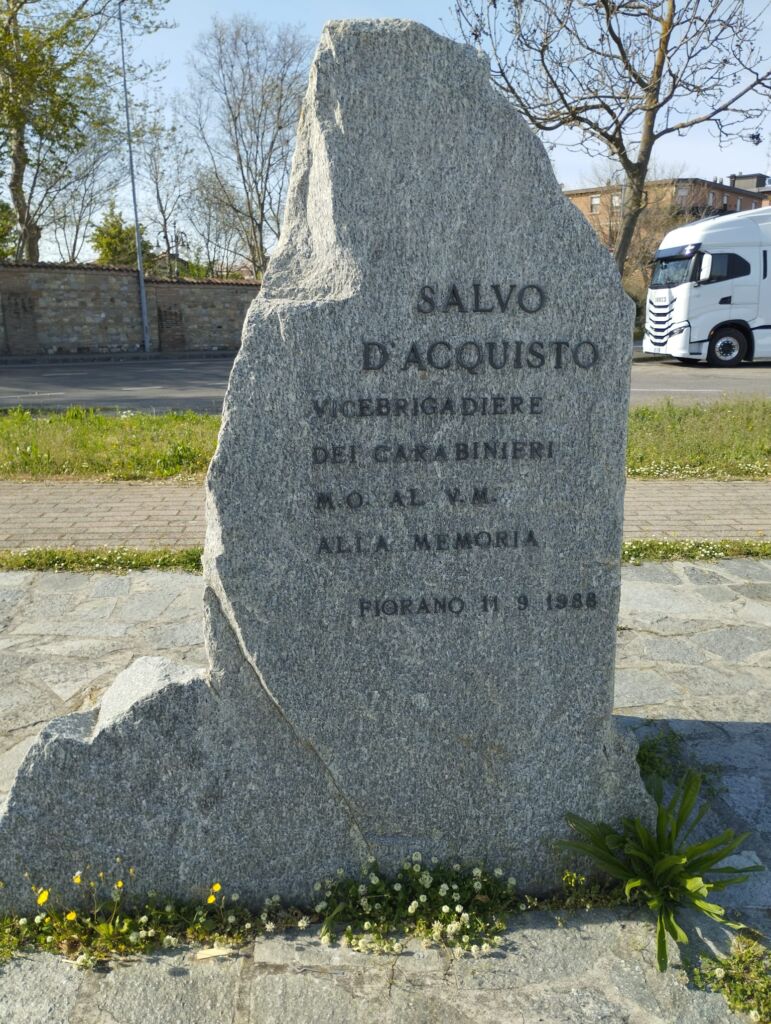 SALVO
D'ACQUISTO
VICEBRIGADIERE
DEI CARABINIERI
M.O. AL V.M.
ALLA MEMORIA
FIORANO 11 9 1988